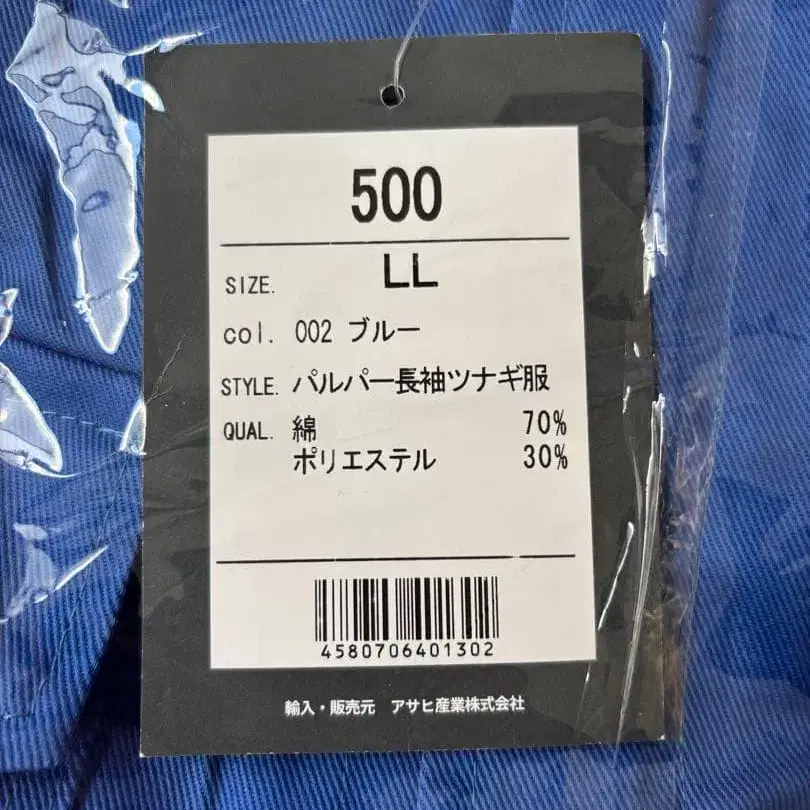 500
SIZE. LL
col. 002 ブルー
STYLE. パルパー長袖ツナギ服
QUAL. 綿 70%
ポリエステル 30%
4580706401302
輸入・販売元 アサヒ産業株式会社